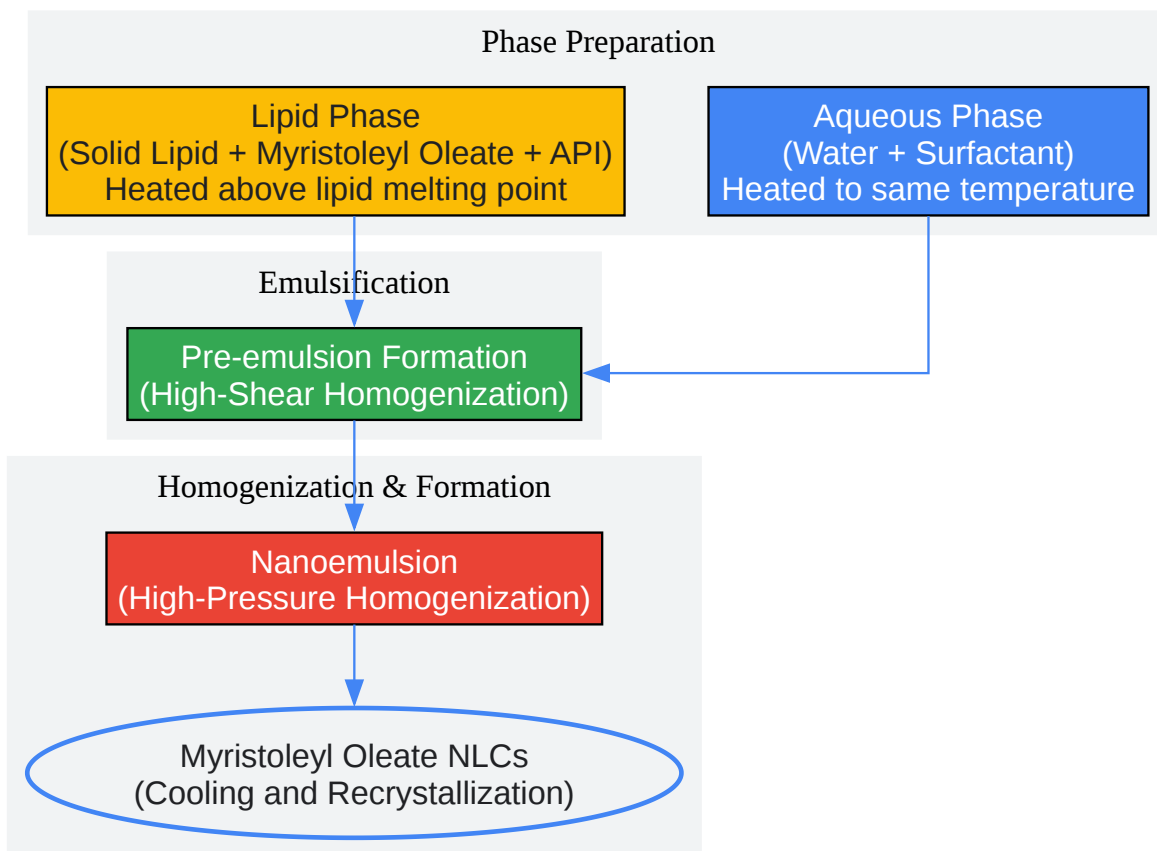 Phase Preparation
Lipid Phase
(Solid Lipid + Myristoleyl Oleate + API)
Heated above lipid melting point
Aqueous Phase
(Water + Surfactant)
Heated to same temperature
Emulsification
Pre-emulsion Formation
(High-Shear Homogenization)
Homogenization & Formation
Nanoemulsion
(High-Pressure Homogenization)
Myristoleyl Oleate NLCs
(Cooling and Recrystallization)